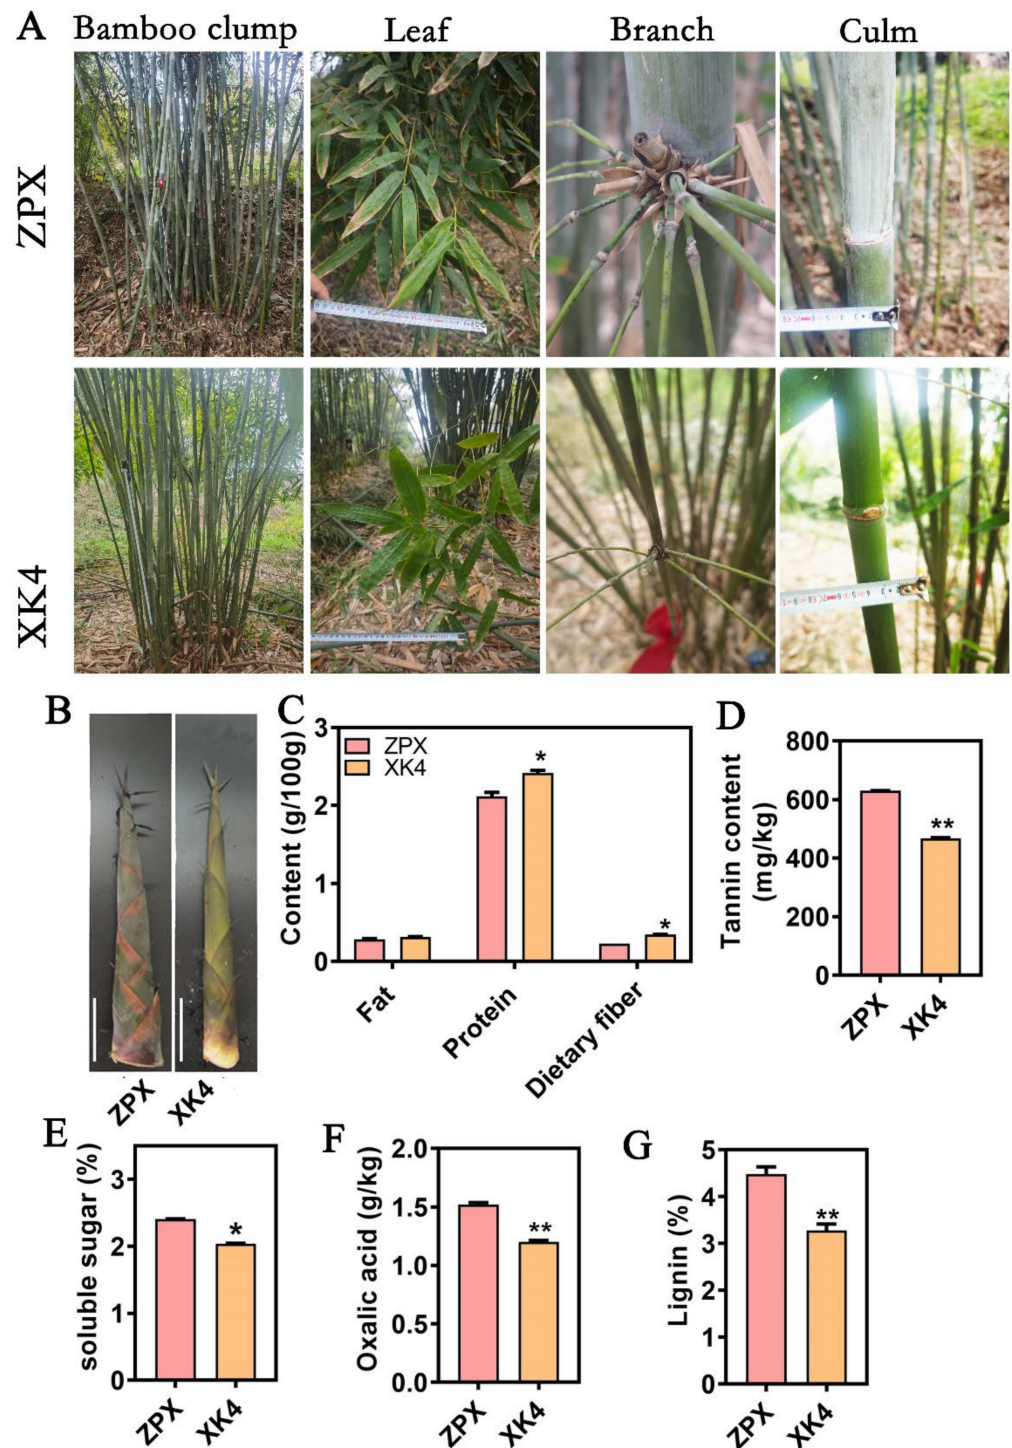 A
Bamboo clump
Leaf
Branch
Culm
ZPX
XK4
B
ZPX
XK4
C
Content (g/100g)
3
2
1
0
ZPX
XK4
*
*
Fat
Protein
Dietary fiber
D
Tannin content
(mg/kg)
800
600
400
200
0
**
ZPX
XK4
E
soluble sugar (%)
3
2
1
0
*
ZPX
XK4
F
Oxalic acid (g/kg)
2.0
1.5
1.0
0.5
0.0
**
ZPX
XK4
G
Lignin (%)
5
4
3
2
1
0
**
ZPX
XK4